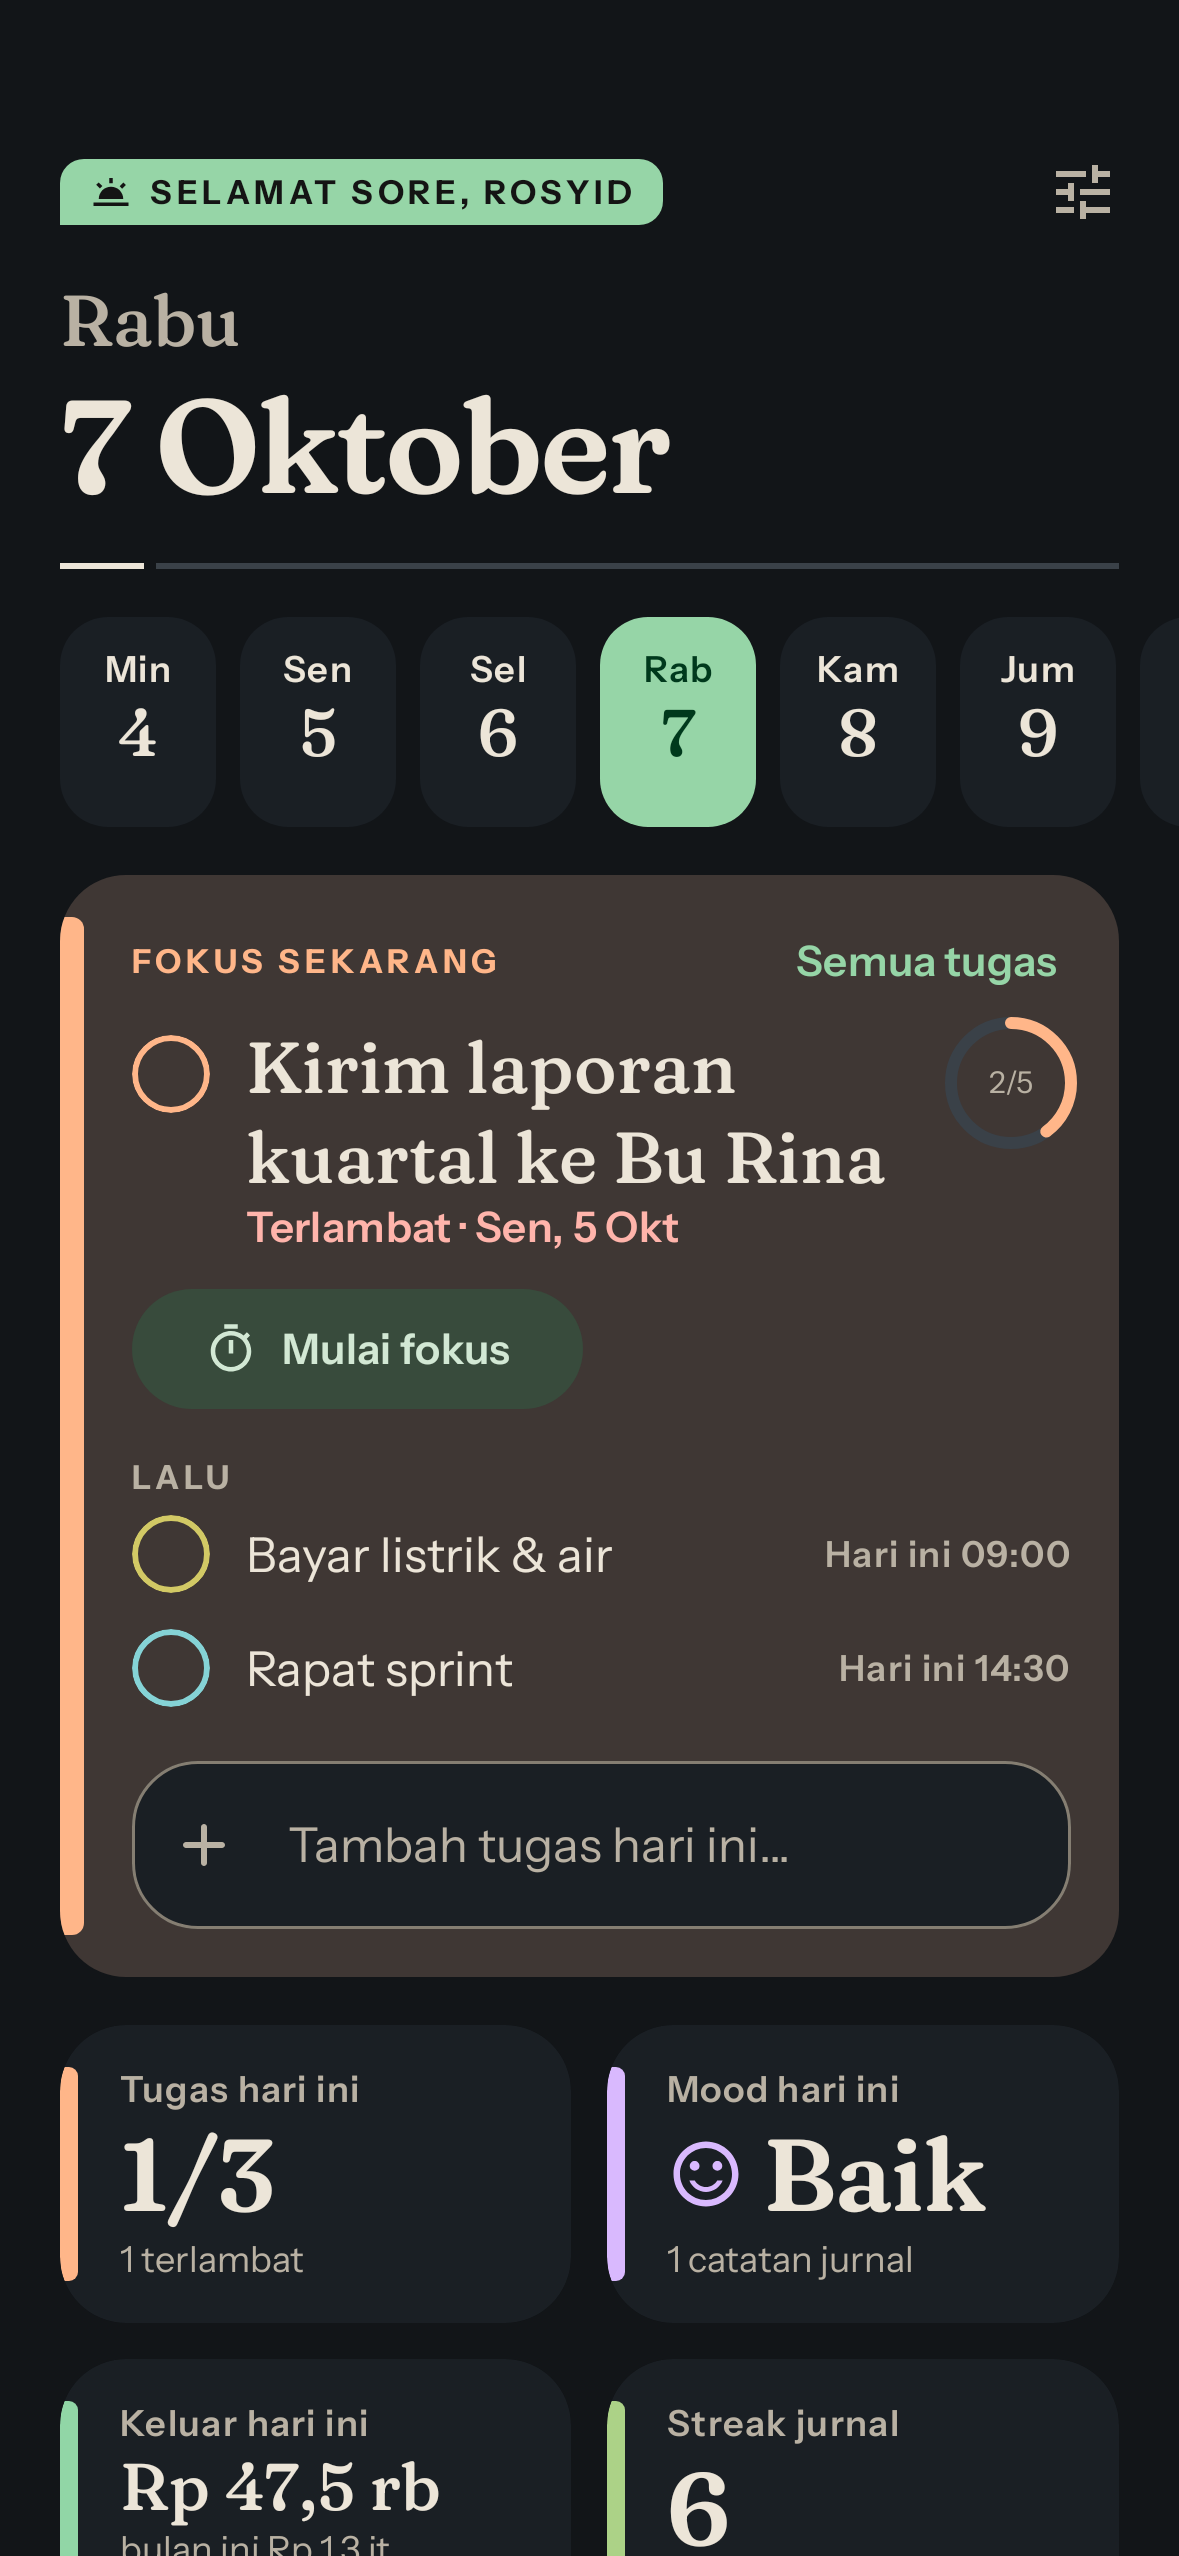 SELAMAT SORE, ROSYID
Rabu
7 Oktober
Min Sen Sel Rab Kam Jum
4 5 6 7 8 9
FOKUS SEKARANG Semua tugas
Kirim laporan
kuartal ke Bu Rina
2/5
Terlambat · Sen, 5 Okt
Mulai fokus
LALU
Bayar listrik & air Hari ini 09:00
Rapat sprint Hari ini 14:30
Tambah tugas hari ini...
Tugas hari ini
1/3
1 terlambat
Mood hari ini
Baik
1 catatan jurnal
Keluar hari ini
Rp 47,5 rb
bulan ini Rp
Streak jurnal
6